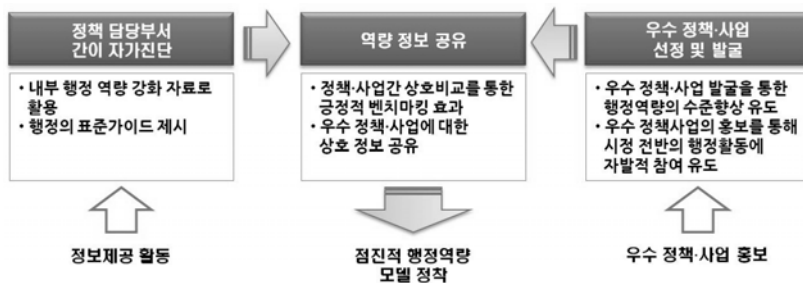 정책 담당부서
간이 자가진단
• 내부 행정 역량 강화 자료로
활용
• 행정의 표준가이드 제시
정보제공 활동
역량 정보 공유
• 정책·사업간 상호비교를 통한
긍정적 벤치마킹 효과
• 우수 정책·사업에 대한
상호 정보 공유
점진적 행정역량
모델 정착
우수 정책·사업
선정 및 발굴
• 우수 정책·사업 발굴을 통한
행정역량의 수준향상 유도
• 우수 정책사업의 홍보를 통해
시정 전반의 행정활동에
자발적 참여 유도
우수 정책·사업 홍보